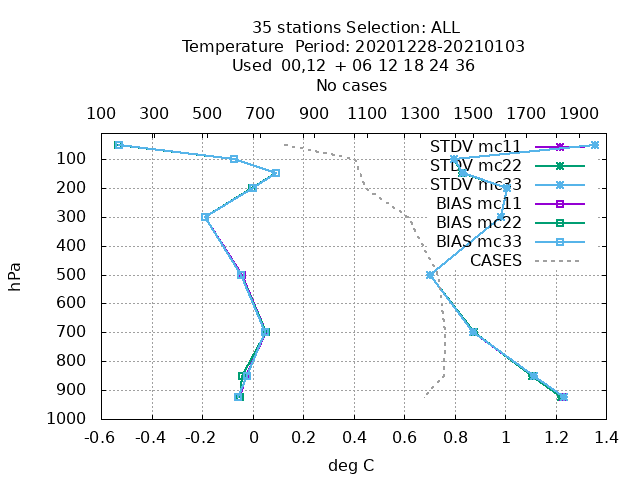 35 stations Selection: ALL
Temperature  Period: 20201228-20210103
Used  00,12  + 06 12 18 24 36
No cases
100 300 500 700 900 1100 1300 1500 1700 1900
STDV mc11
STDV mc22
STDV mc33
BIAS mc11
BIAS mc22
BIAS mc33
CASES
100
200
300
400
500
600
700
800
900
1000
hPa
-0.6 -0.4 -0.2 0 0.2 0.4 0.6 0.8 1 1.2 1.4
deg C